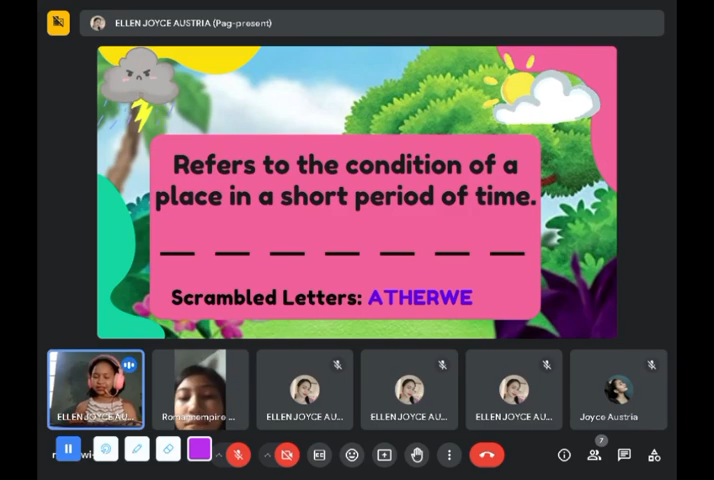 ELLEN JOYCE AUSTRIA (Pag-present)
Refers to the condition of a
place in a short period of time.
Scrambled Letters: ATHERWE
ELLEN JOYCE AU...
ELLEN JOYCE AU...
ELLEN JOYCE AU...
ELLEN JOYCE AU...
Joyce Austria
7